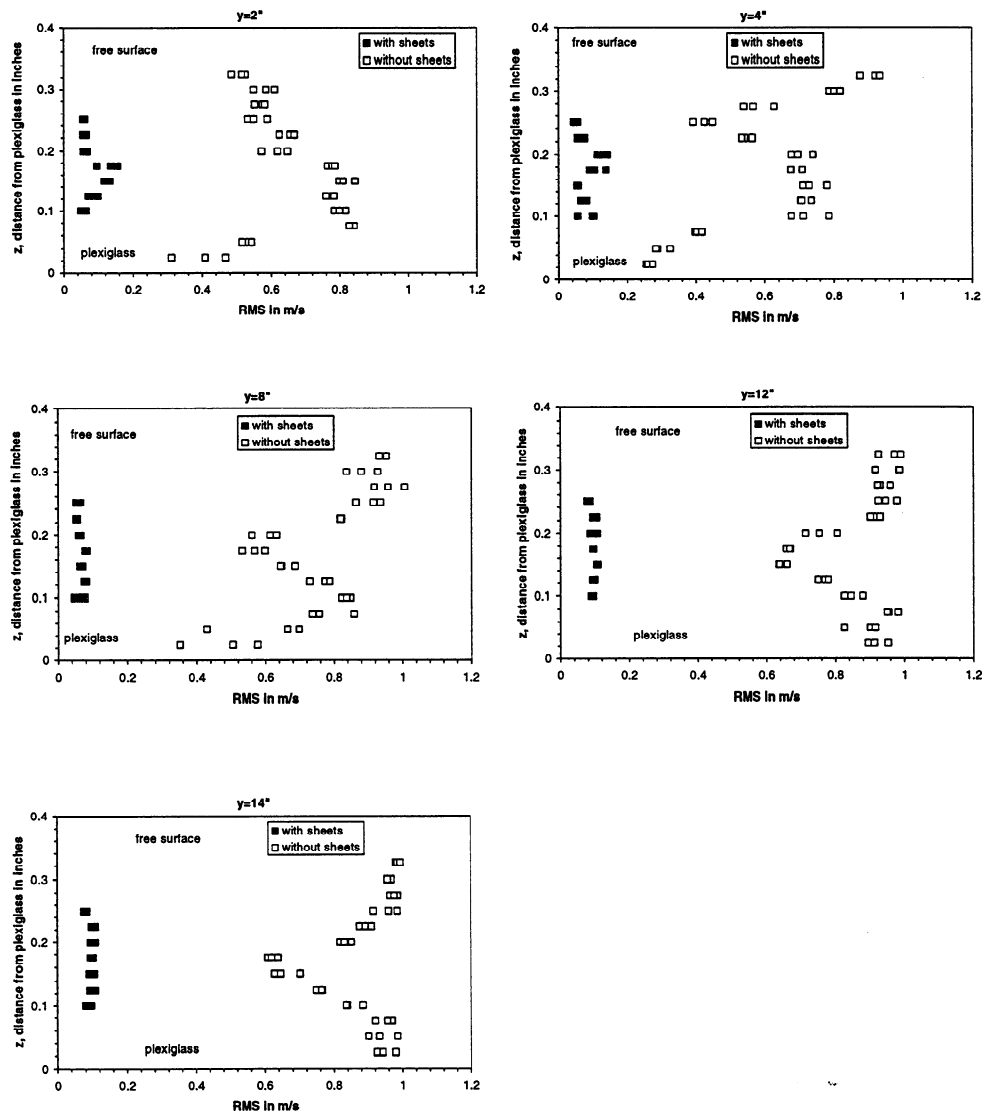 y=2"
0.4
0.3
0.2
0.1
0
z, distance from plexiglass in inches
free surface
with sheets
without sheets
plexiglass
0 0.2 0.4 0.6 0.8 1 1.2
RMS in m/s
y=4"
0.4
0.3
0.2
0.1
0
z, distance from plexiglass in inches
free surface
with sheets
without sheets
plexiglass
0 0.2 0.4 0.6 0.8 1 1.2
RMS in m/s
y=8"
0.4
0.3
0.2
0.1
0
z, distance from plexiglass in inches
free surface
with sheets
without sheets
plexiglass
0 0.2 0.4 0.6 0.8 1 1.2
RMS in m/s
y=12"
0.4
0.3
0.2
0.1
0
z, distance from plexiglass in inches
free surface
with sheets
without sheets
plexiglass
0 0.2 0.4 0.6 0.8 1 1.2
RMS in m/s
y=14"
0.4
0.3
0.2
0.1
0
z, distance from plexiglass in inches
free surface
with sheets
without sheets
plexiglass
0 0.2 0.4 0.6 0.8 1 1.2
RMS in m/s